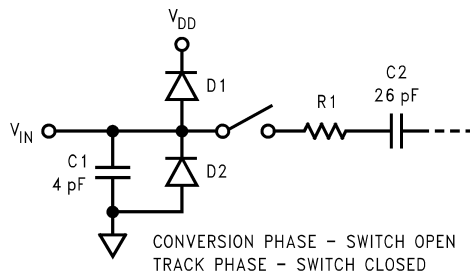 VDD
D1
C2
26 pF
R1
VIN
C1
4 pF
D2
CONVERSION PHASE – SWITCH OPEN
TRACK PHASE – SWITCH CLOSED